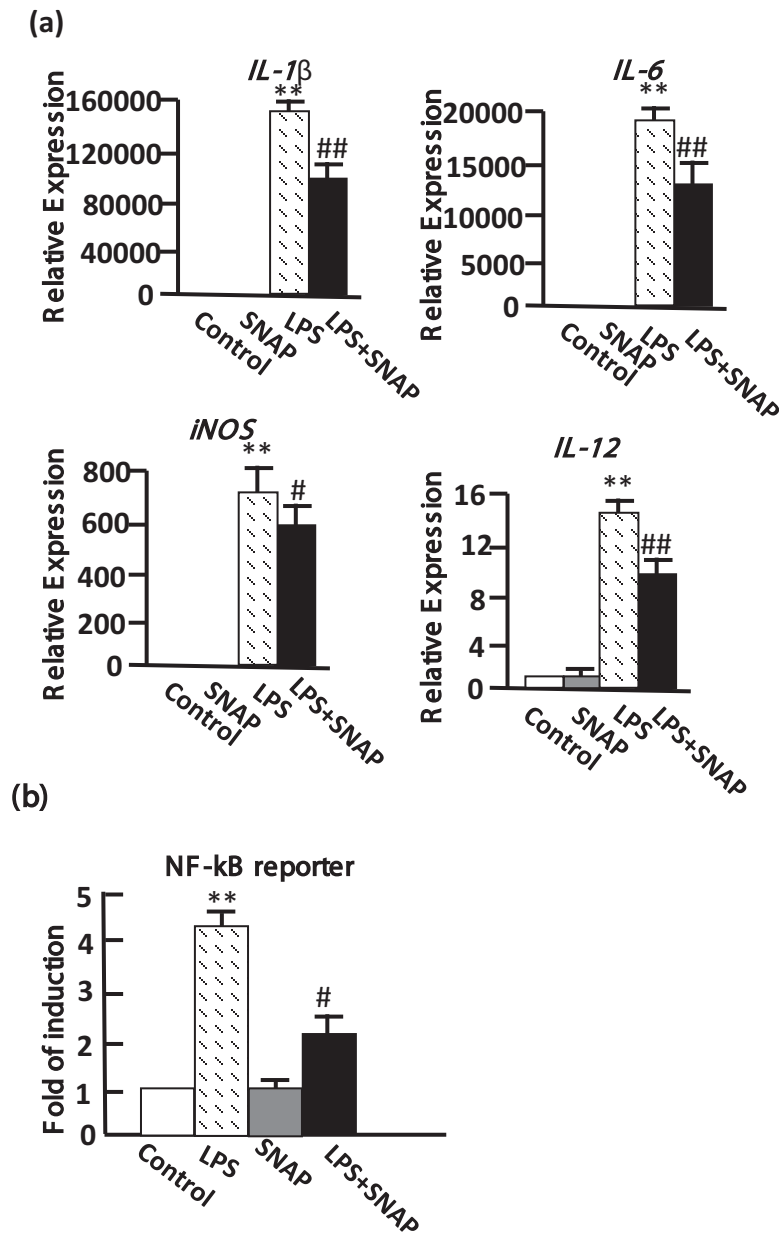 (a)
IL-1β
**
##
Relative Expression
160000
120000
80000
40000
0
Control
SNAP
LPS
LPS+SNAP
IL-6
**
##
Relative Expression
20000
15000
10000
5000
0
Control
SNAP
LPS
LPS+SNAP
iNOS
**
#
Relative Expression
800
600
400
200
0
Control
SNAP
LPS
LPS+SNAP
IL-12
**
##
Relative Expression
16
12
8
4
0
Control
SNAP
LPS
LPS+SNAP
(b)
NF-kB reporter
**
#
Fold of induction
5
4
3
2
1
0
Control
LPS
SNAP
LPS+SNAP